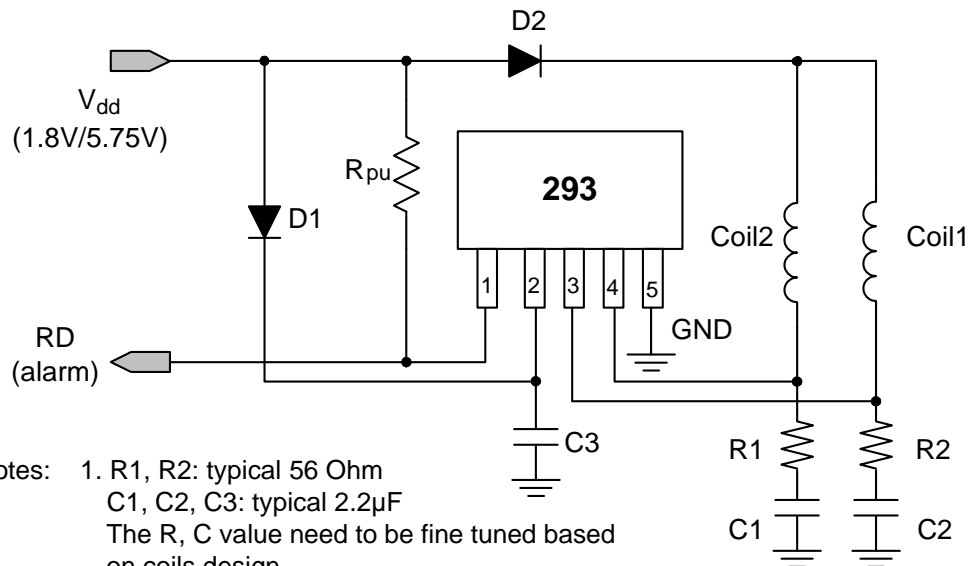 D2
V_dd
(1.8V/5.75V)
R_pu
293
D1
Coil2
Coil1
1 2 3 4 5
GND
RD
(alarm)
C3
R1
R2
C1
C2
otes: 1. R1, R2: typical 56 Ohm
C1, C2, C3: typical 2.2µF
The R, C value need to be fine tuned based
on coils design